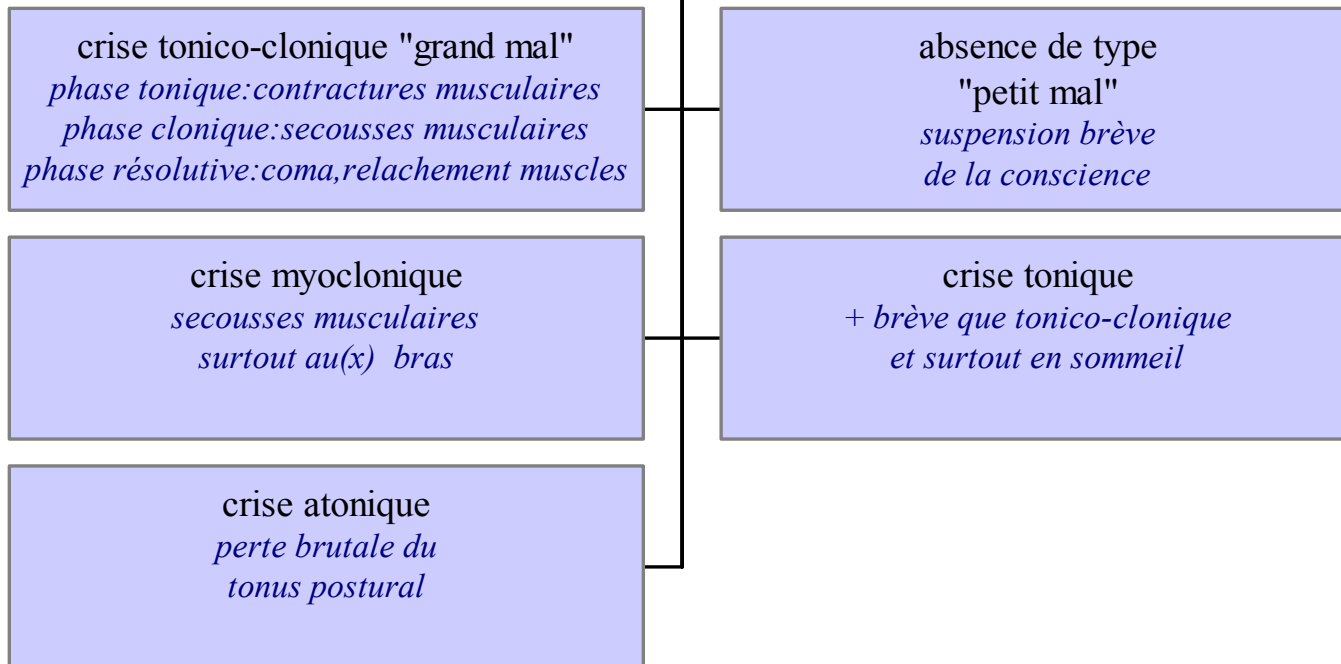 crise tonico-clonique "grand mal"
phase tonique:contractures musculaires
phase clonique:secousses musculaires
phase résolutive:coma,relachement muscles
absence de type
"petit mal"
suspension brève
de la conscience
crise myoclonique
secousses musculaires
surtout au(x) bras
crise tonique
+ brève que tonico-clonique
et surtout en sommeil
crise atonique
perte brutale du
tonus postural